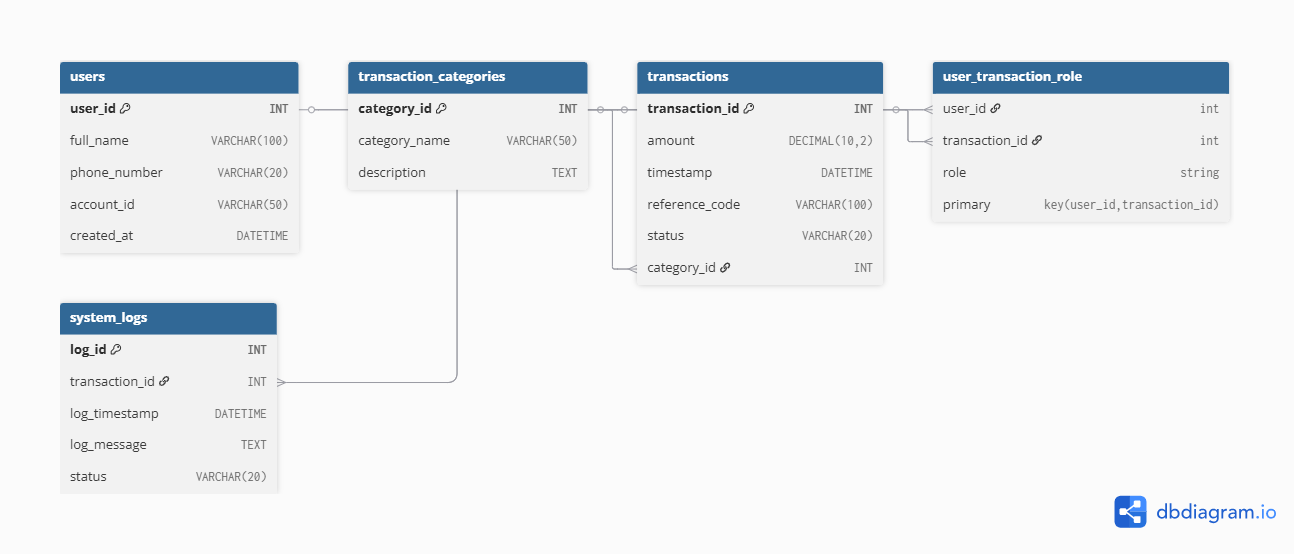 users
user_id INT
full_name VARCHAR(100)
phone_number VARCHAR(20)
account_id VARCHAR(50)
created_at DATETIME
transaction_categories
category_id INT
category_name VARCHAR(50)
description TEXT
transactions
transaction_id INT
amount DECIMAL(10,2)
timestamp DATETIME
reference_code VARCHAR(100)
status VARCHAR(20)
category_id INT
user_transaction_role
user_id int
transaction_id int
role string
primary key(user_id,transaction_id)
system_logs
log_id INT
transaction_id INT
log_timestamp DATETIME
log_message TEXT
status VARCHAR(20)
dbdiagram.io